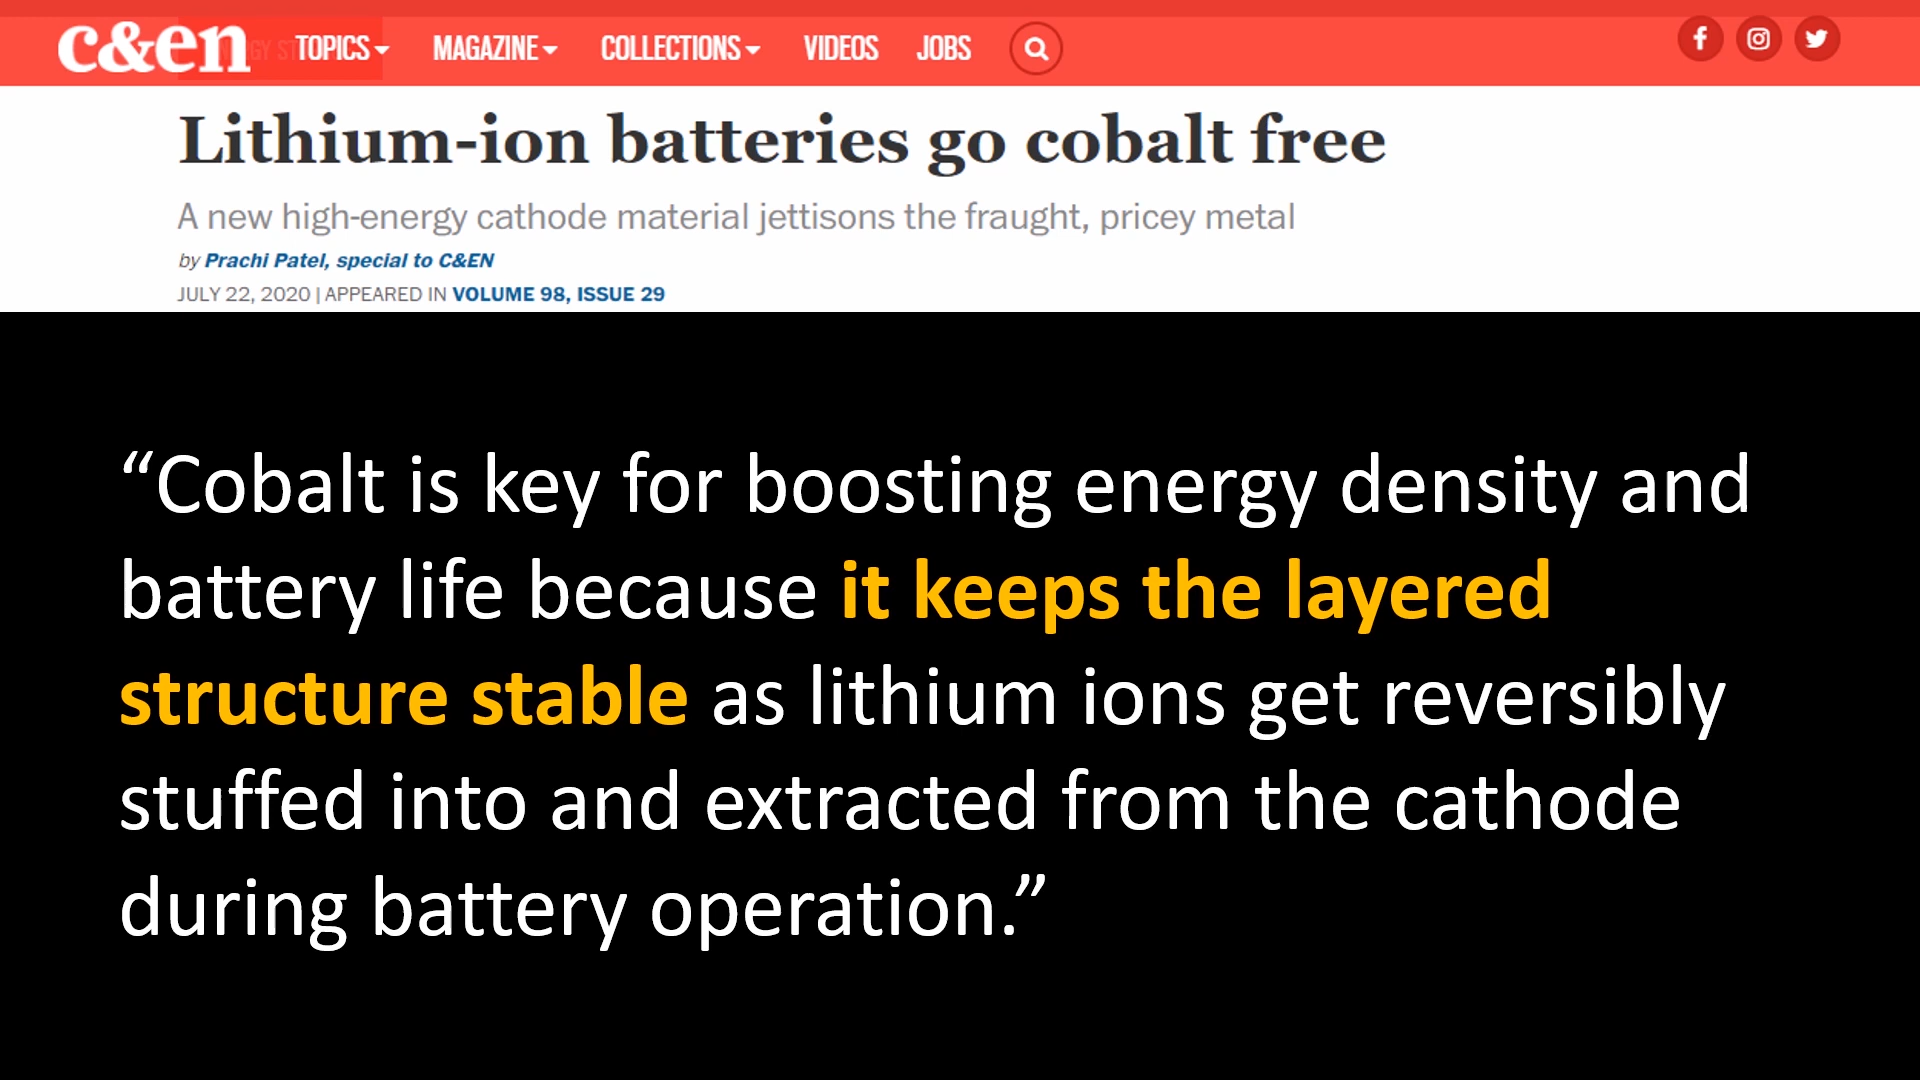 c&en TOPICS MAGAZINE COLLECTIONS VIDEOS JOBS
Lithium-ion batteries go cobalt free
A new high-energy cathode material jettisons the fraught, pricey metal
by Prachi Patel, special to C&EN
JULY 22, 2020 | APPEARED IN VOLUME 98, ISSUE 29
“Cobalt is key for boosting energy density and
battery life because it keeps the layered
structure stable as lithium ions get reversibly
stuffed into and extracted from the cathode
during battery operation.”